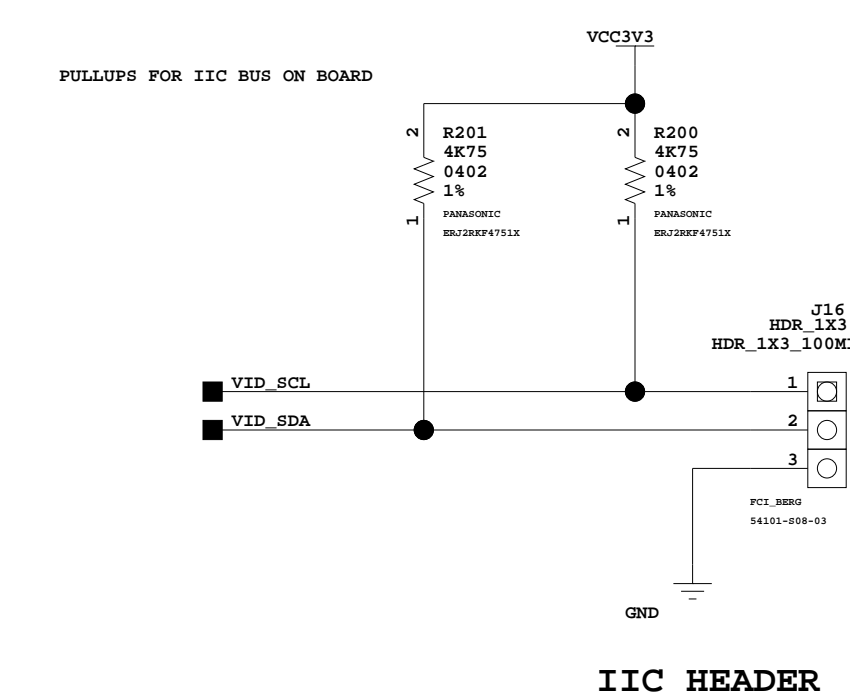 VCC3V3
PULLUPS FOR IIC BUS ON BOARD
2
R201
4K75
0402
1%
PANASONIC
ERJ2RKF4751X
1
2
R200
4K75
0402
1%
PANASONIC
ERJ2RKF4751X
1
J16
HDR_1X3
HDR_1X3_100M
VID_SCL
1
VID_SDA
2
3
FCI_BERG
54101-S08-03
GND
IIC HEADER